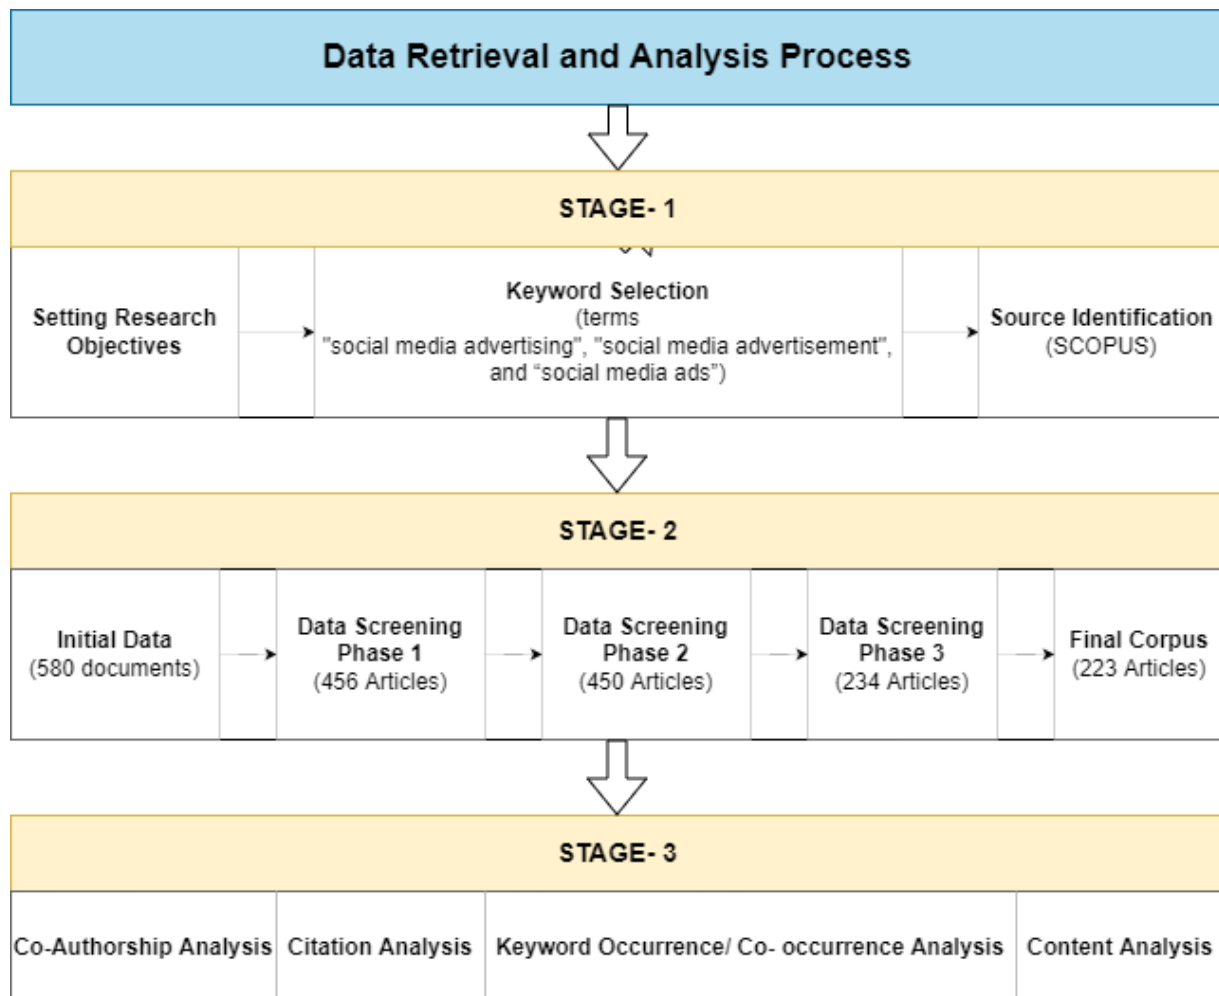 Data Retrieval and Analysis Process
STAGE- 1
Setting Research
Objectives
Keyword Selection
(terms
"social media advertising", "social media advertisement",
and “social media ads”)
Source Identification
(SCOPUS)
STAGE- 2
Initial Data
(580 documents)
Data Screening
Phase 1
(456 Articles)
Data Screening
Phase 2
(450 Articles)
Data Screening
Phase 3
(234 Articles)
Final Corpus
(223 Articles)
STAGE- 3
Co-Authorship Analysis
Citation Analysis
Keyword Occurrence/ Co- occurrence Analysis
Content Analysis